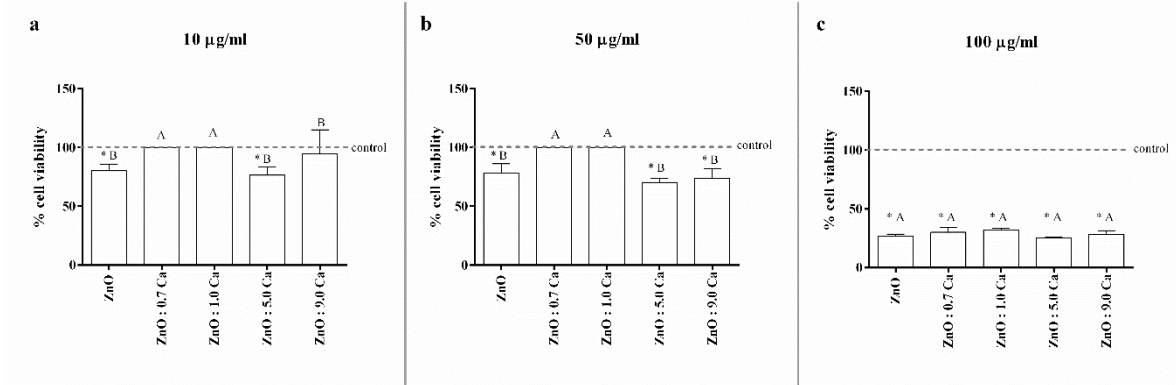 a
10 µg/ml
% cell viability
150
100
50
0
* B
A
A
* B
B
control
ZnO
ZnO : 0.7 Ca
ZnO : 1.0 Ca
ZnO : 5.0 Ca
ZnO : 9.0 Ca
b
50 µg/ml
% cell viability
150
100
50
0
* B
A
A
* B
* B
control
ZnO
ZnO : 0.7 Ca
ZnO : 1.0 Ca
ZnO : 5.0 Ca
ZnO : 9.0 Ca
c
100 µg/ml
% cell viability
150
100
50
0
* A
* A
* A
* A
* A
control
ZnO
ZnO : 0.7 Ca
ZnO : 1.0 Ca
ZnO : 5.0 Ca
ZnO : 9.0 Ca